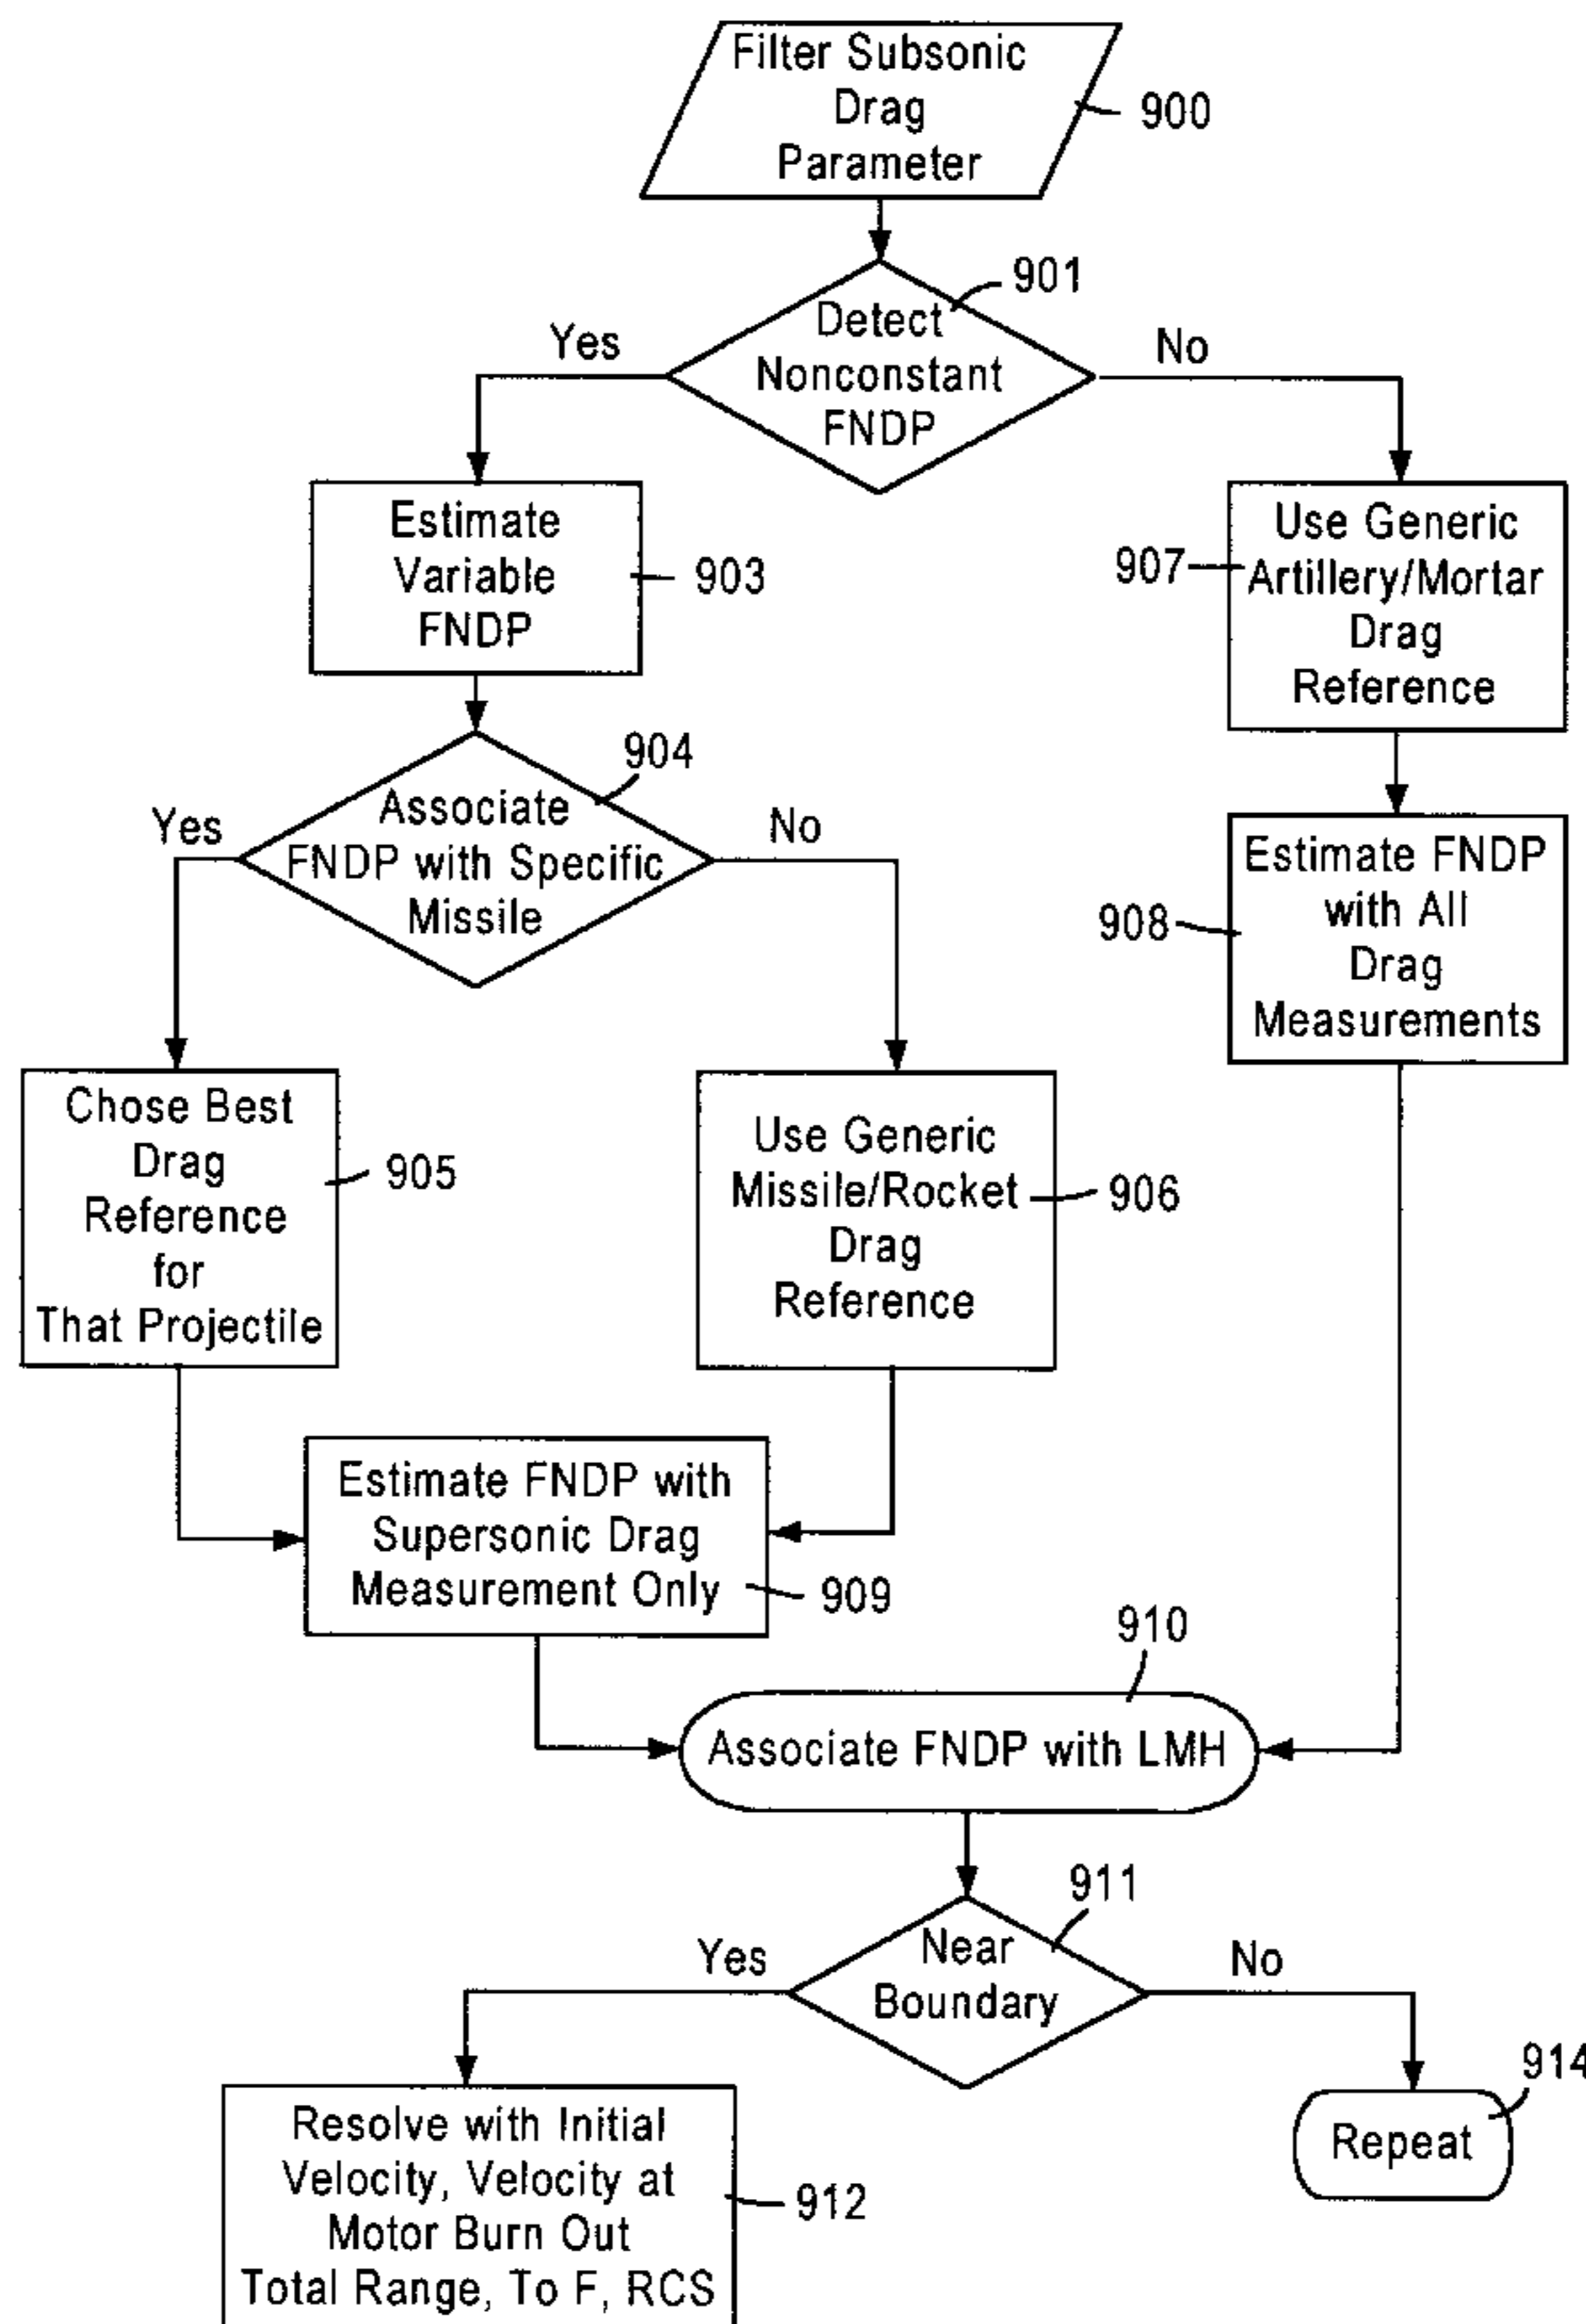 Filter Subsonic
Drag
Parameter
900
901
Detect
Nonconstant
FNDP
Yes
No
Estimate
Variable
FNDP
903
Use Generic
Artillery/Mortar
Drag
Reference
907
904
Associate
FNDP with Specific
Missile
Yes
No
Estimate FNDP
with All
Drag
Measurements
908
Chose Best
Drag
Reference
for
That Projectile
905
Use Generic
Missile/Rocket
Drag
Reference
906
Estimate FNDP with
Supersonic Drag
Measurement Only
909
910
Associate FNDP with LMH
911
Near
Boundary
Yes
No
914
Repeat
Resolve with Initial
Velocity, Velocity at
Motor Burn Out
Total Range, To F, RCS
912